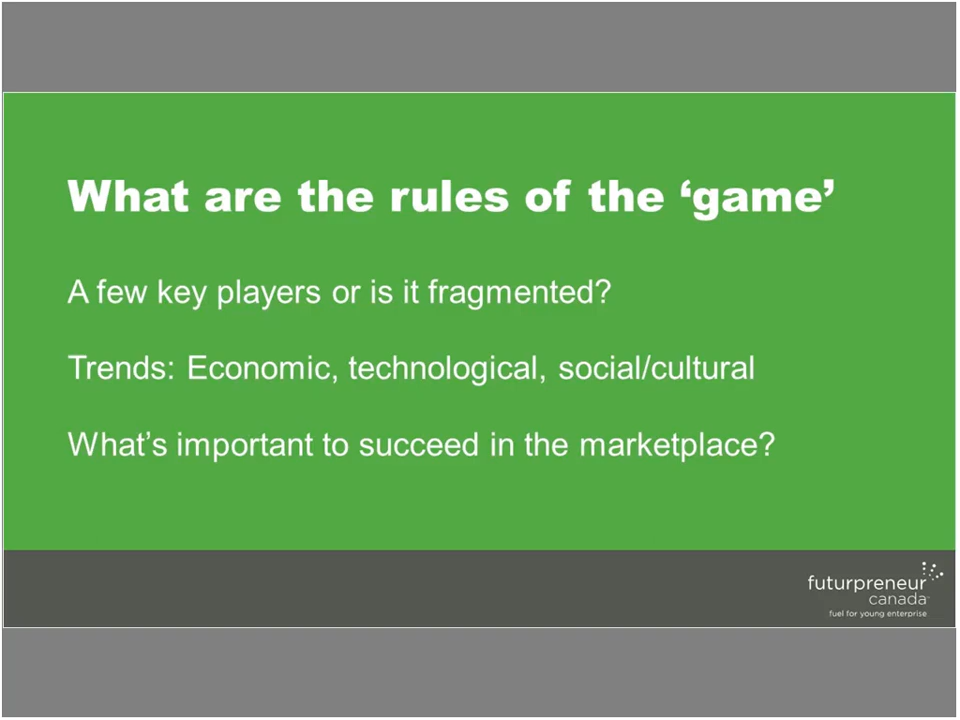 What are the rules of the ‘game’
A few key players or is it fragmented?
Trends: Economic, technological, social/cultural
What’s important to succeed in the marketplace?
futurpreneur
canada™
fuel for young enterprise